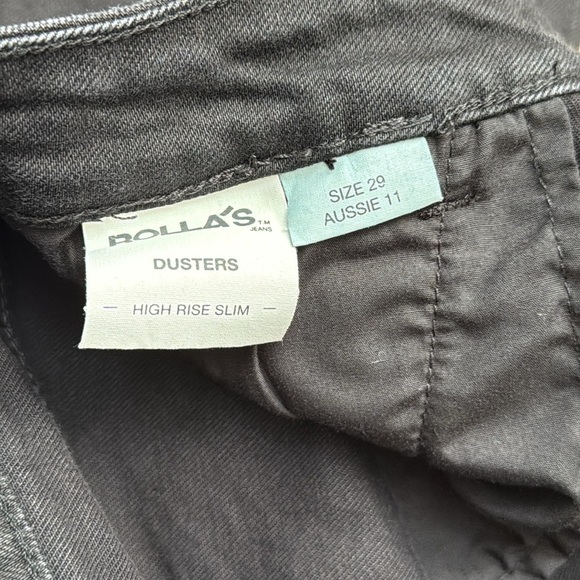 ROLLA'S TM
JEANS
DUSTERS
— HIGH RISE SLIM —
SIZE 29
AUSSIE 11